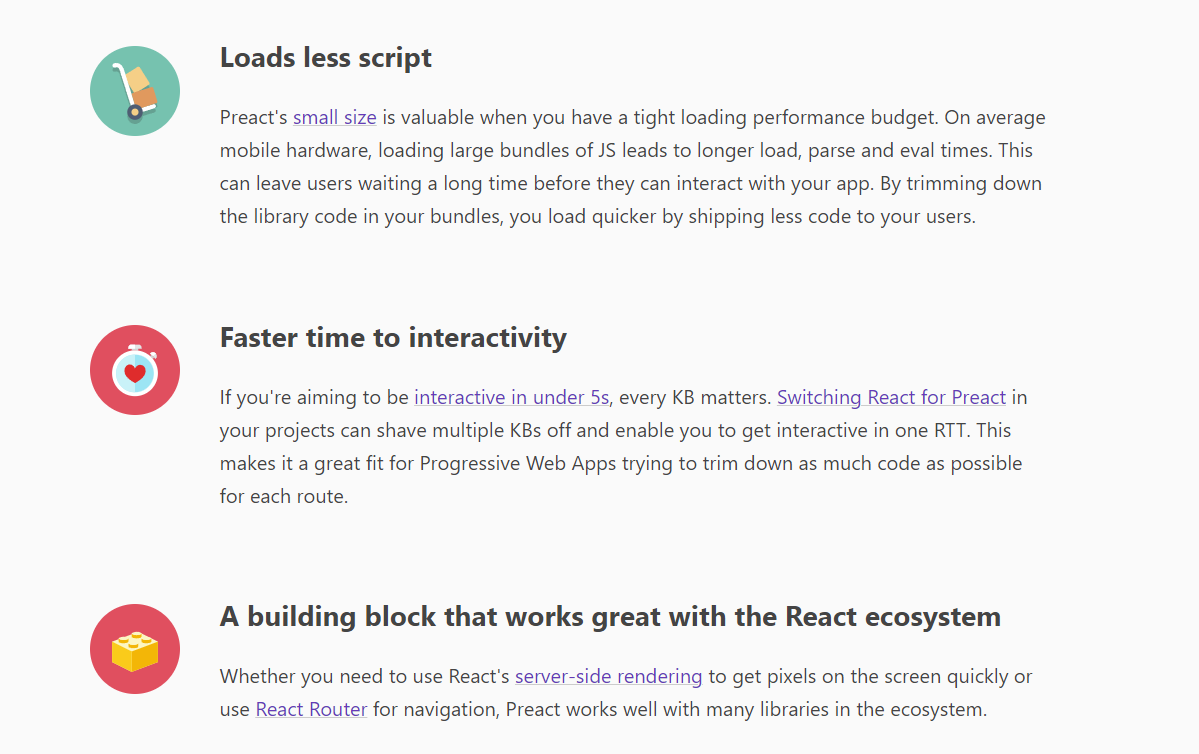 Loads less script
Preact's small size is valuable when you have a tight loading performance budget. On average
mobile hardware, loading large bundles of JS leads to longer load, parse and eval times. This
can leave users waiting a long time before they can interact with your app. By trimming down
the library code in your bundles, you load quicker by shipping less code to your users.
Faster time to interactivity
If you're aiming to be interactive in under 5s, every KB matters. Switching React for Preact in
your projects can shave multiple KBs off and enable you to get interactive in one RTT. This
makes it a great fit for Progressive Web Apps trying to trim down as much code as possible
for each route.
A building block that works great with the React ecosystem
Whether you need to use React's server-side rendering to get pixels on the screen quickly or
use React Router for navigation, Preact works well with many libraries in the ecosystem.